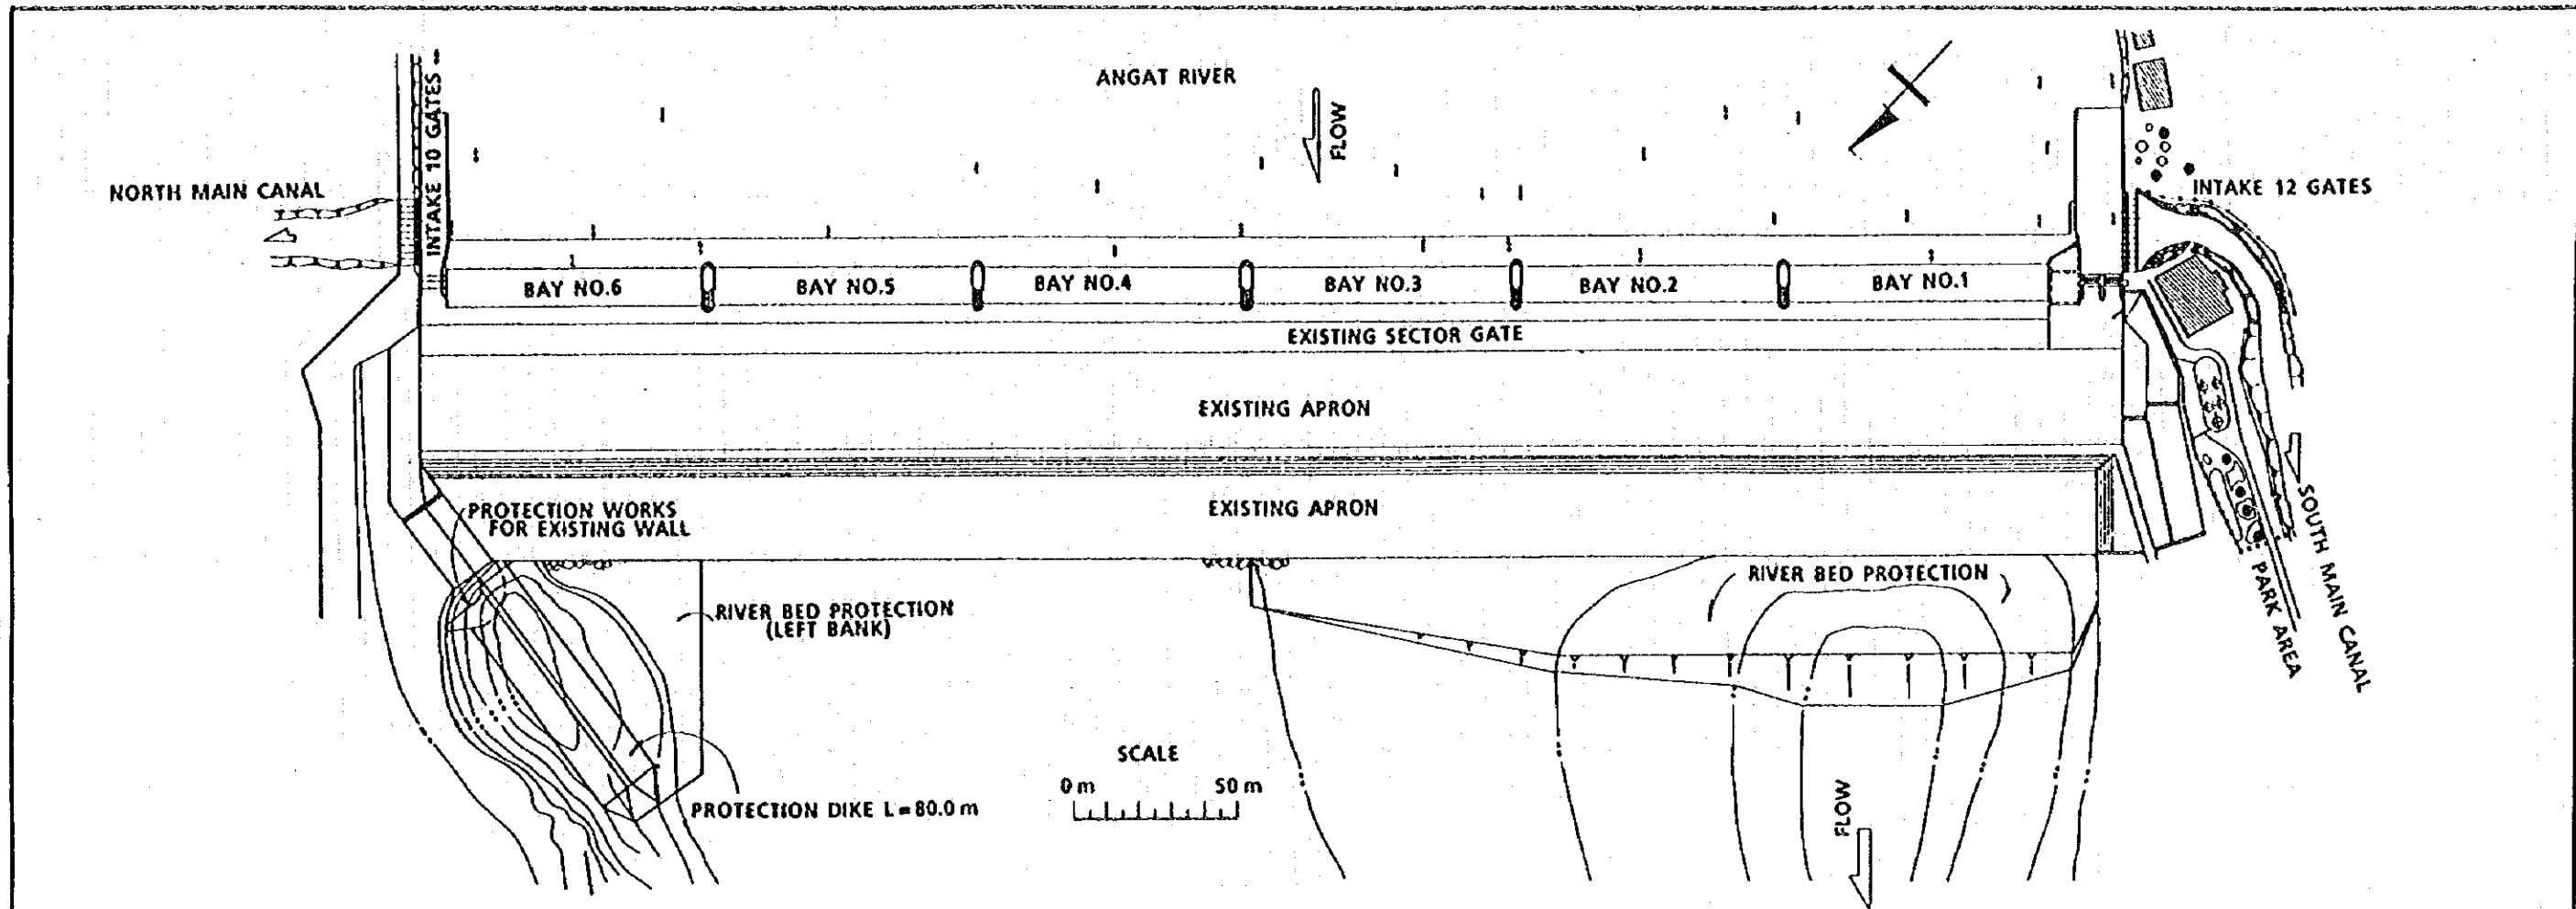 ANGAT RIVER
FLOW
INTAKE 10 GATES
NORTH MAIN CANAL
INTAKE 12 GATES
BAY NO.6
BAY NO.5
BAY NO.4
BAY NO.3
BAY NO.2
BAY NO.1
EXISTING SECTOR GATE
EXISTING APRON
EXISTING APRON
PROTECTION WORKS
FOR EXISTING WALL
RIVER BED PROTECTION
(LEFT BANK)
RIVER BED PROTECTION
SOUTH MAIN CANAL
PARK AREA
SCALE
0 m 50 m
PROTECTION DIKE L=80.0 m
FLOW